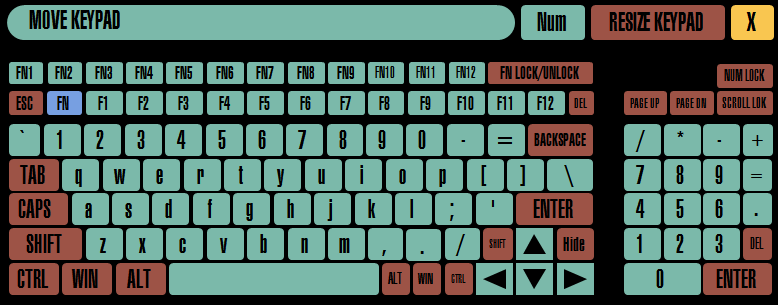 MOVE KEYPAD Num RESIZE KEYPAD X
FN1 FN2 FN3 FN4 FN5 FN6 FN7 FN8 FN9 FN10 FN11 FN12 FN LOCK/UNLOCK NUM LOCK
ESC FN F1 F2 F3 F4 F5 F6 F7 F8 F9 F10 F11 F12 DEL PAGE UP PAGE DN SCROLL LOK
` 1 2 3 4 5 6 7 8 9 0 - = BACKSPACE / * - +
TAB q w e r t y u i o p [ ] \ 7 8 9 =
CAPS a s d f g h j k l ; ' ENTER 4 5 6 .
SHIFT z x c v b n m , . / SHIFT ▲ Hide 1 2 3 DEL
CTRL WIN ALT ALT WIN CTRL ◀ ▼ ▶ 0 ENTER